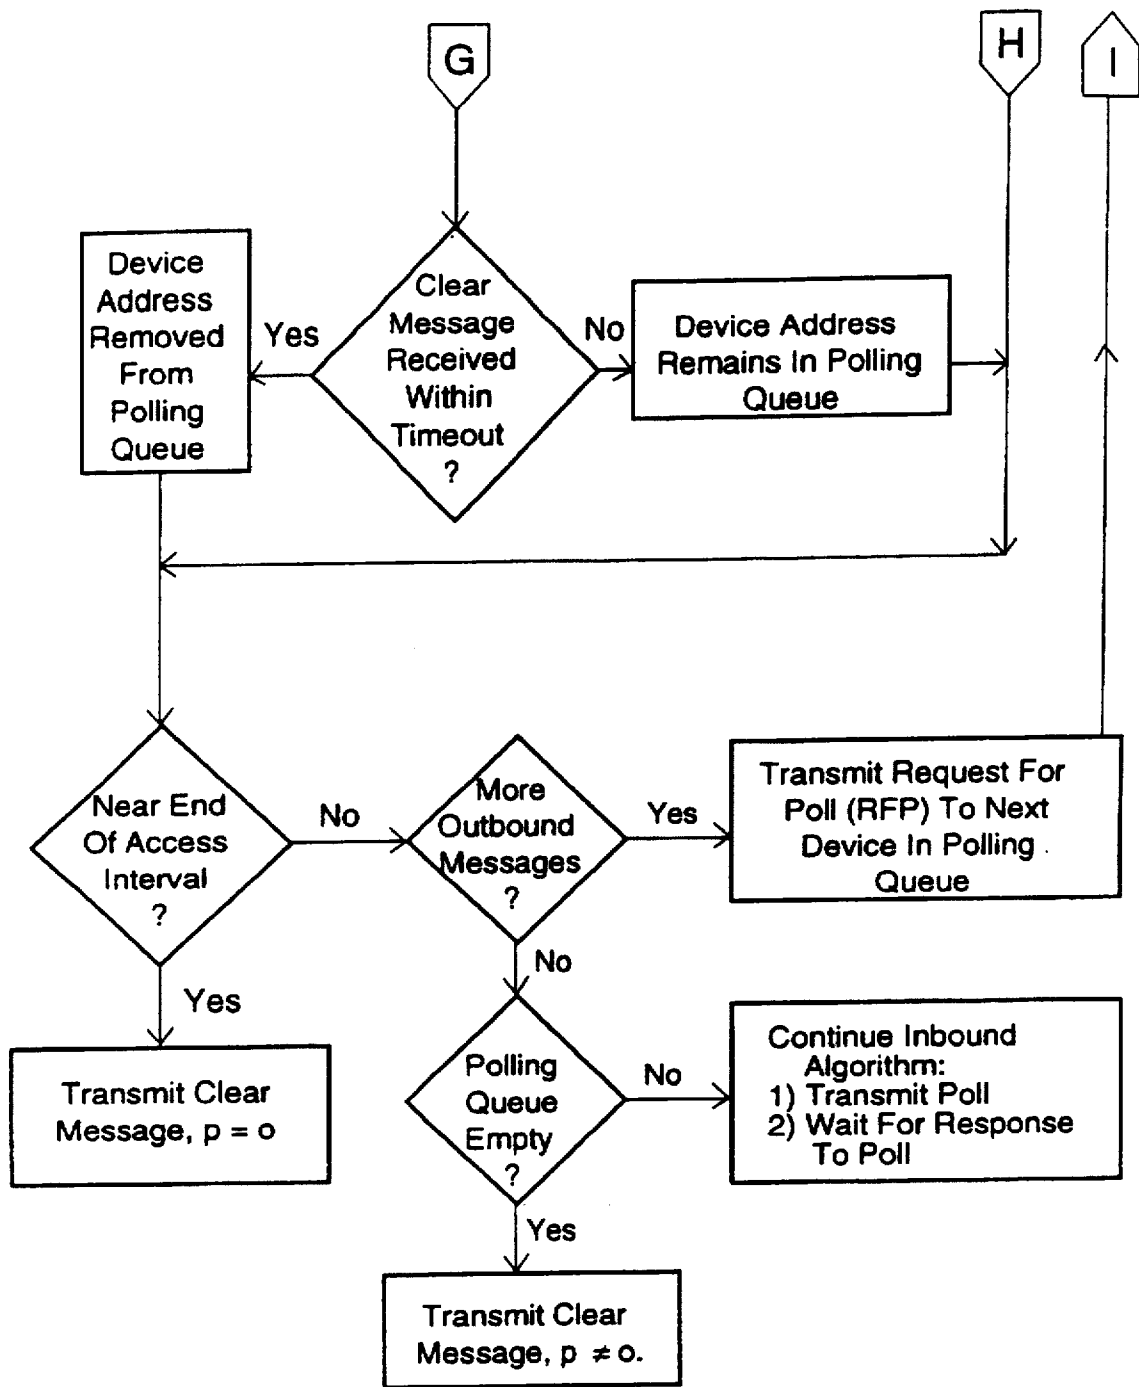 G
H
I
Device
Address
Removed
From
Polling
Queue
Yes
Clear
Message
Received
Within
Timeout
?
No
Device Address
Remains In Polling
Queue
Near End
Of Access
Interval
?
No
More
Outbound
Messages
?
Yes
Transmit Request For
Poll (RFP) To Next
Device In Polling
Queue
Yes
No
Transmit Clear
Message, p = o
Polling
Queue
Empty
?
No
Continue Inbound
Algorithm:
1) Transmit Poll
2) Wait For Response
To Poll
Yes
Transmit Clear
Message, p ≠ o.